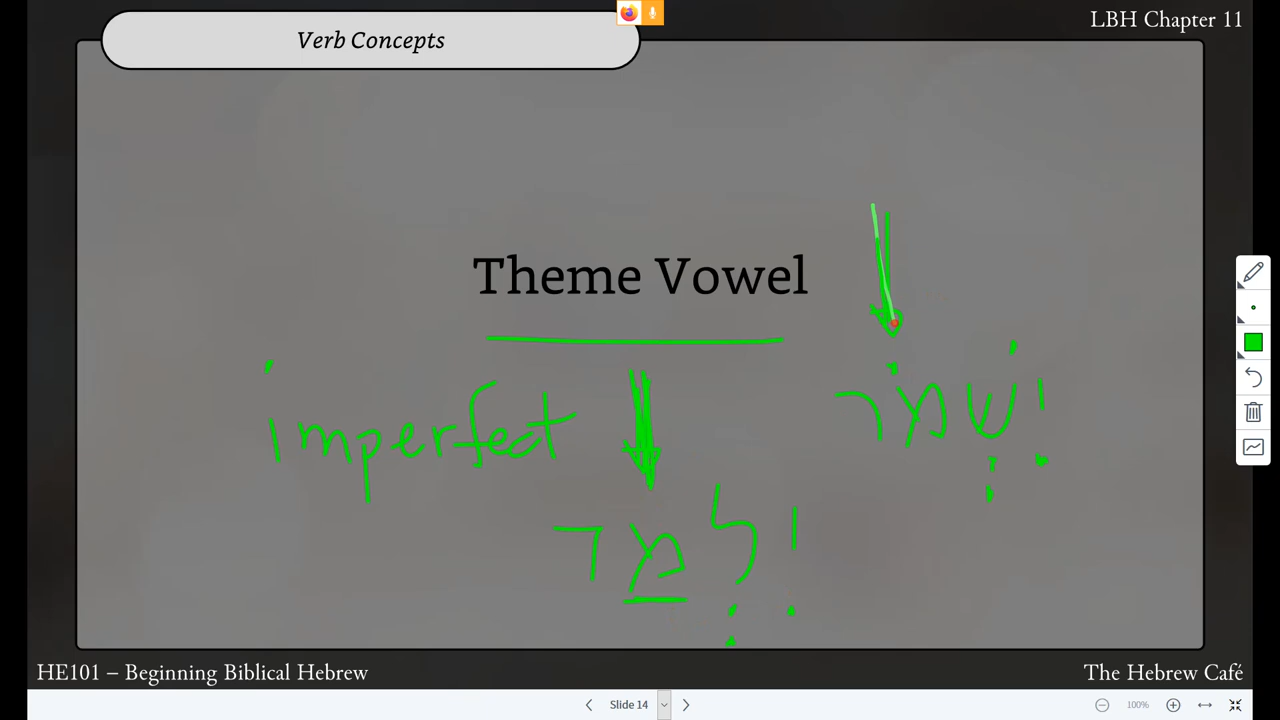 Verb Concepts
LBH Chapter 11
Theme Vowel
imperfect
יִשְׁמֹר
יִלְמַד
HE101 – Beginning Biblical Hebrew
The Hebrew Café
Slide 14
100%